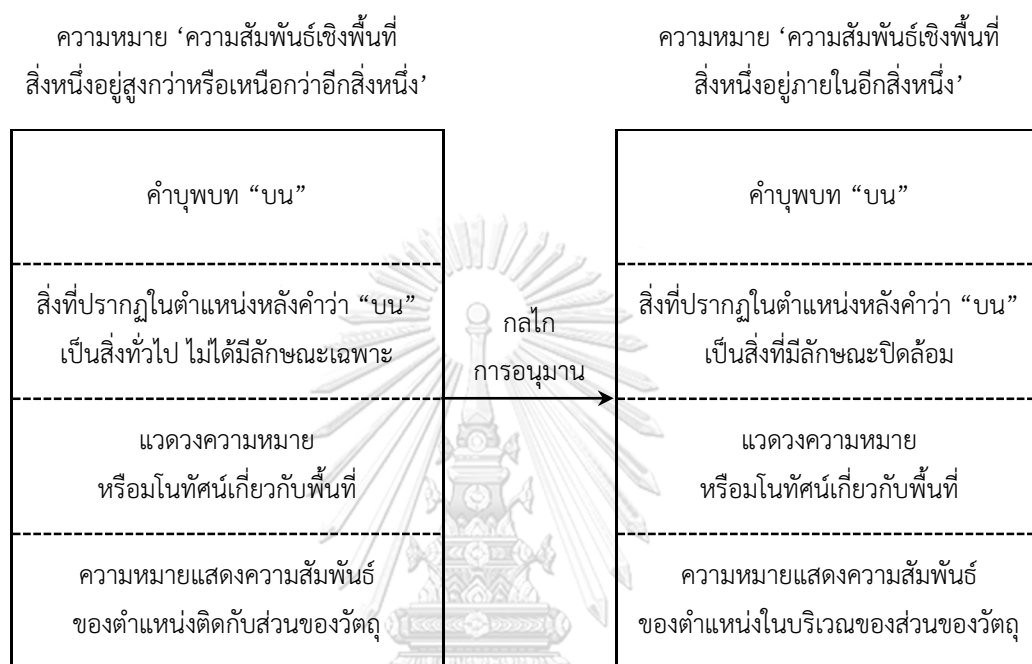 ความหมาย ‘ความสัมพันธ์เชิงพื้นที่
สิ่งหนึ่งอยู่สูงกว่าหรือเหนือกว่าอีกสิ่งหนึ่ง’
คำบุพบท “บน”
สิ่งที่ปรากฏในตำแหน่งหลังคำว่า “บน”
เป็นสิ่งทั่วไป ไม่ได้มีลักษณะเฉพาะ
แวดวงความหมาย
หรือมโนทัศน์เกี่ยวกับพื้นที่
ความหมายแสดงความสัมพันธ์
ของตำแหน่งติดกับส่วนของวัตถุ
กลไก
การอนุมาน
ความหมาย ‘ความสัมพันธ์เชิงพื้นที่
สิ่งหนึ่งอยู่ภายในอีกสิ่งหนึ่ง’
คำบุพบท “บน”
สิ่งที่ปรากฏในตำแหน่งหลังคำว่า “บน”
เป็นสิ่งที่มีลักษณะปิดล้อม
แวดวงความหมาย
หรือมโนทัศน์เกี่ยวกับพื้นที่
ความหมายแสดงความสัมพันธ์
ของตำแหน่งในบริเวณของส่วนของวัตถุ